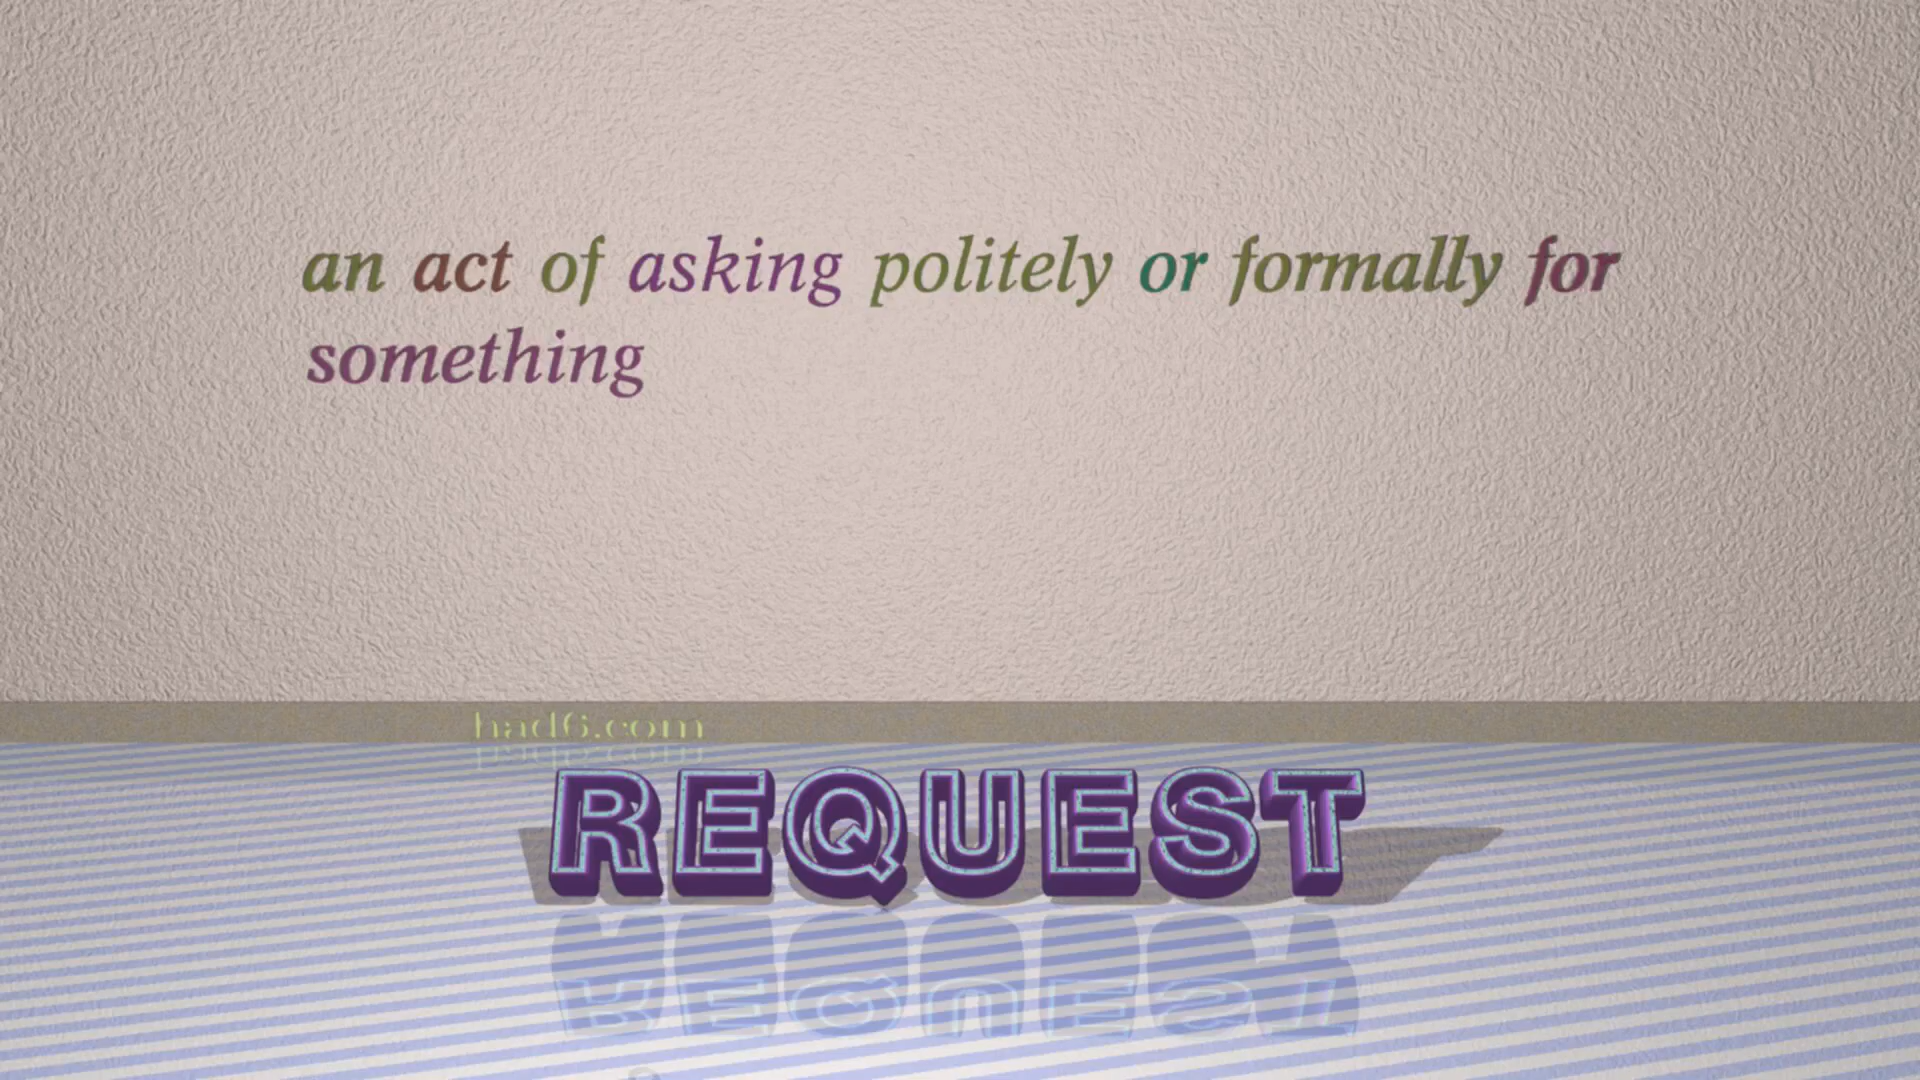 an act of asking politely or formally for
something
had6.com
REQUEST